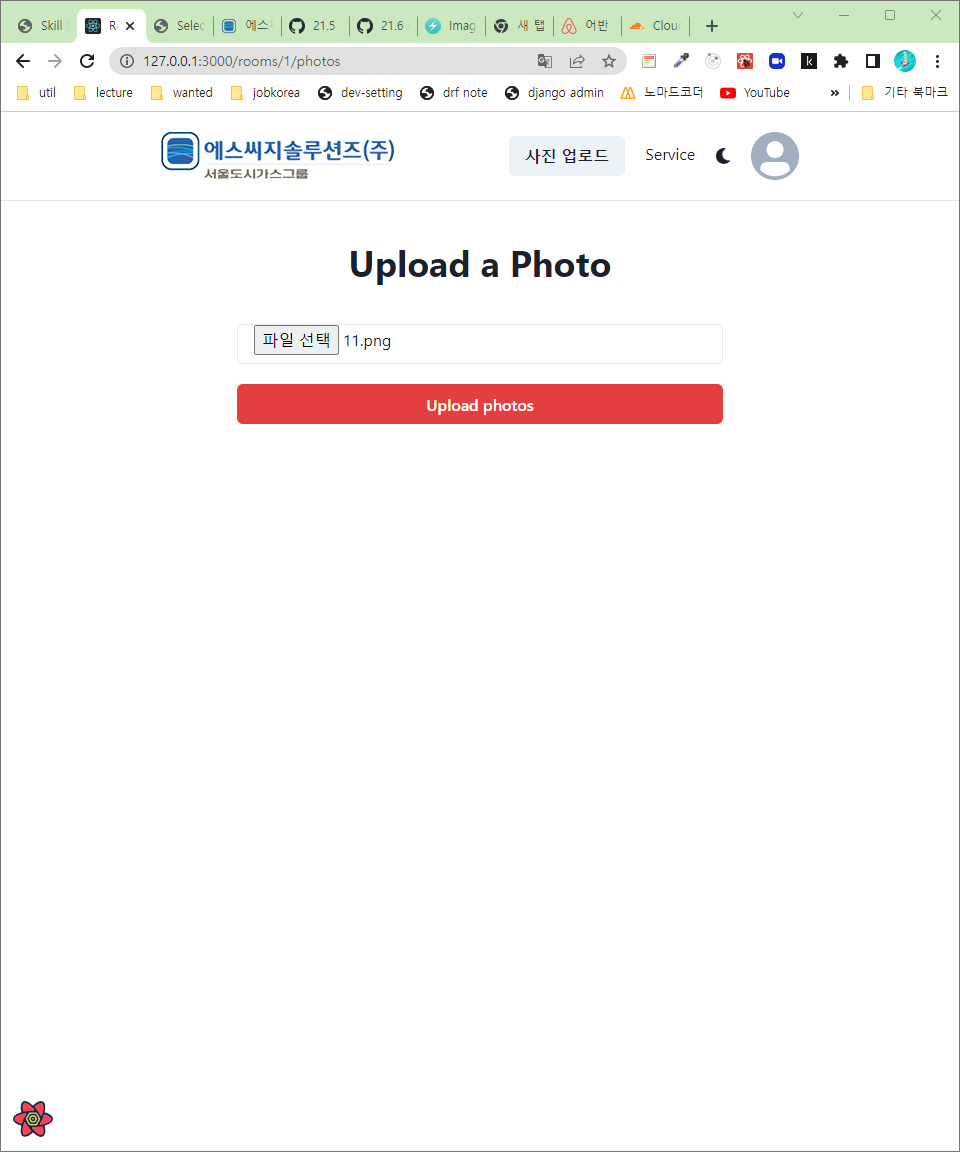 Skill
Ro
Selec
에스
21.5
21.6
Imag
새 탭
어반
Clou
127.0.0.1:3000/rooms/1/photos
util
lecture
wanted
jobkorea
dev-setting
drf note
django admin
노마드코더
YouTube
»
기타 북마크
에스씨지솔루션즈(주)
서울도시가스그룹
사진 업로드
Service
Upload a Photo
파일 선택 11.png
Upload photos